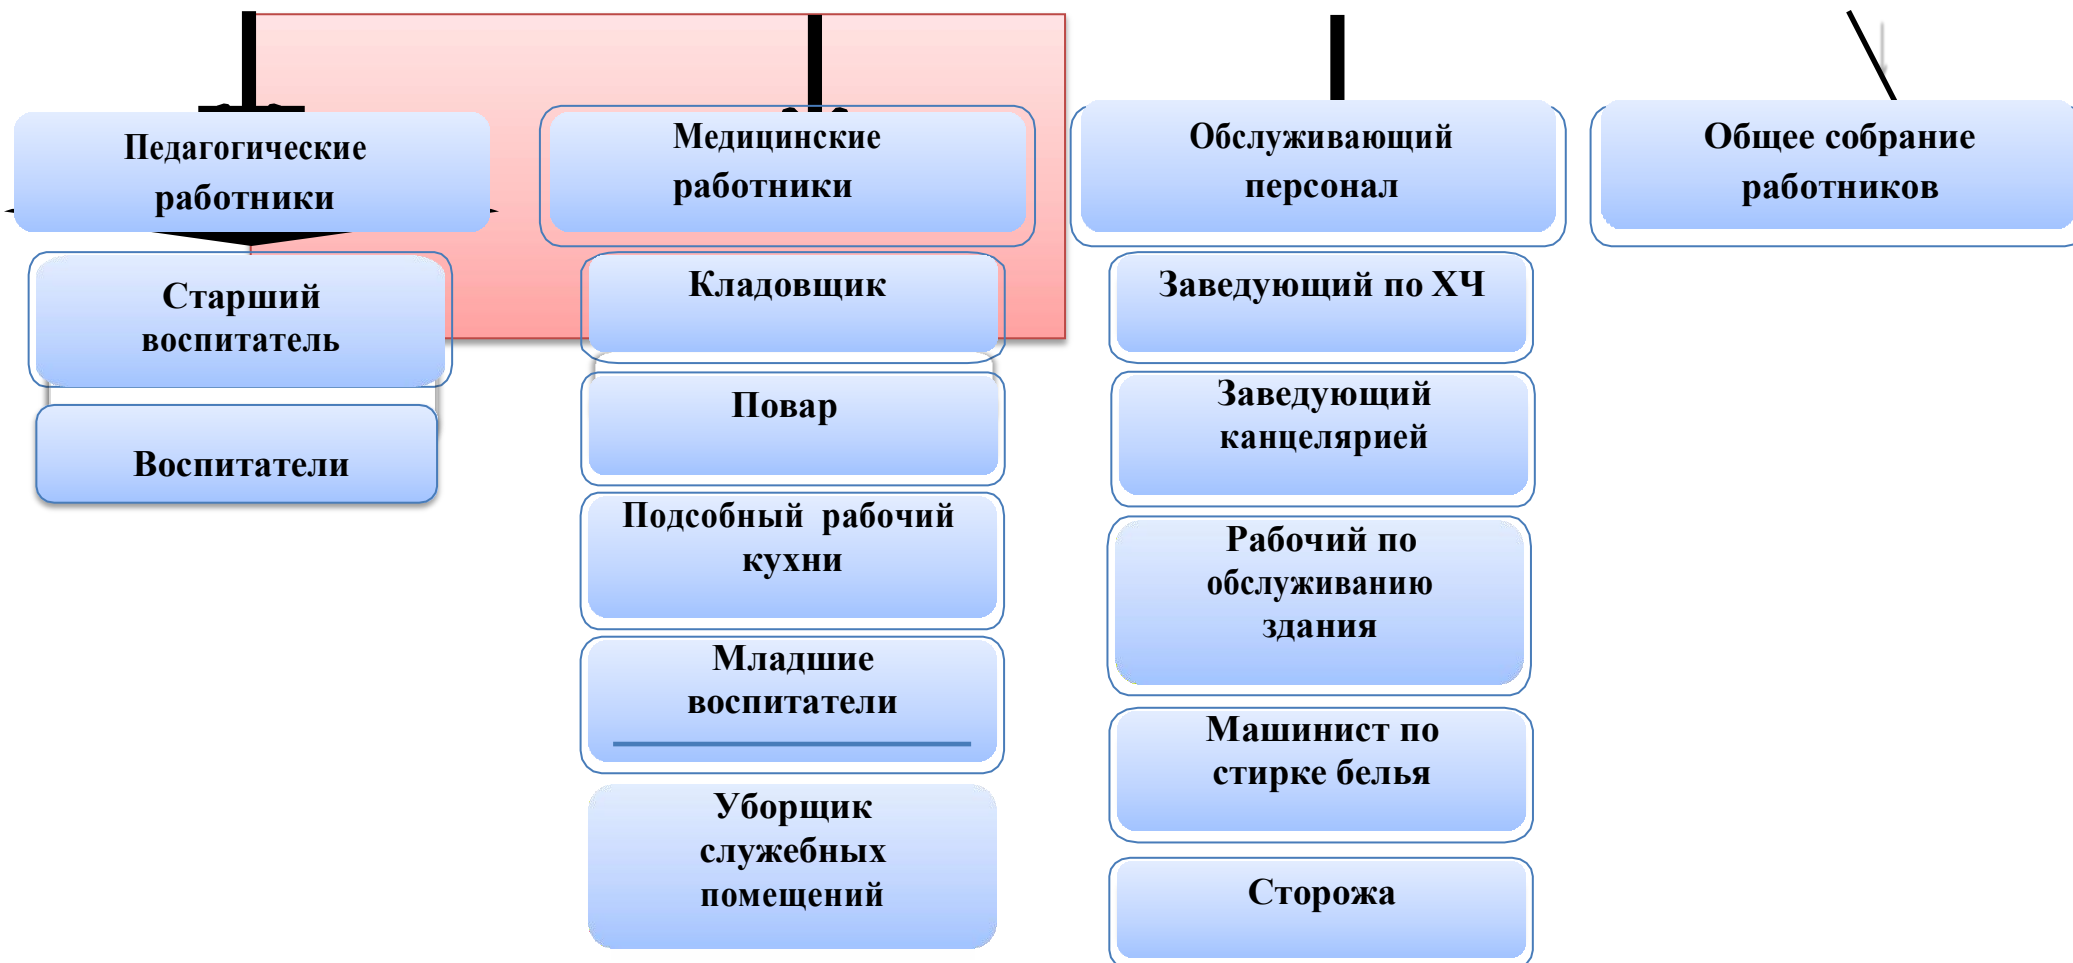 Педагогические
работники
Медицинские
работники
Обслуживающий
персонал
Общее собрание
работников
Старший
воспитатель
Воспитатели
Кладовщик
Повар
Подсобный рабочий
кухни
Младшие
воспитатели
Уборщик
служебных
помещений
Заведующий по ХЧ
Заведующий
канцелярией
Рабочий по
обслуживанию
здания
Машинист по
стирке белья
Сторожа